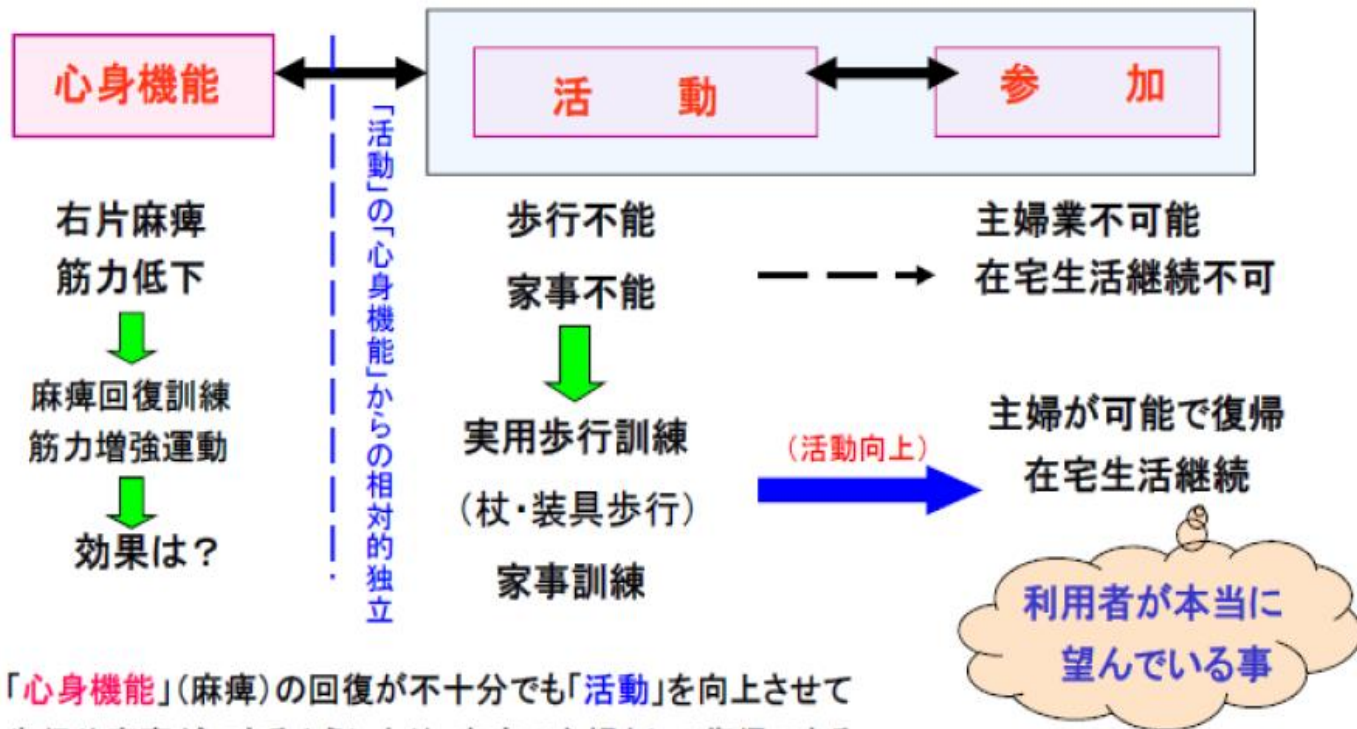 心身機能
活動
参加
「活動」の「心身機能」からの相対的独立
右片麻痺
筋力低下
麻痺回復訓練
筋力増強運動
効果は？
歩行不能
家事不能
実用歩行訓練
（杖・装具歩行）
家事訓練
（活動向上）
主婦業不可能
在宅生活継続不可
主婦が可能で復帰
在宅生活継続
利用者が本当に
望んでいる事
「心身機能」（麻痺）の回復が不十分でも「活動」を向上させて